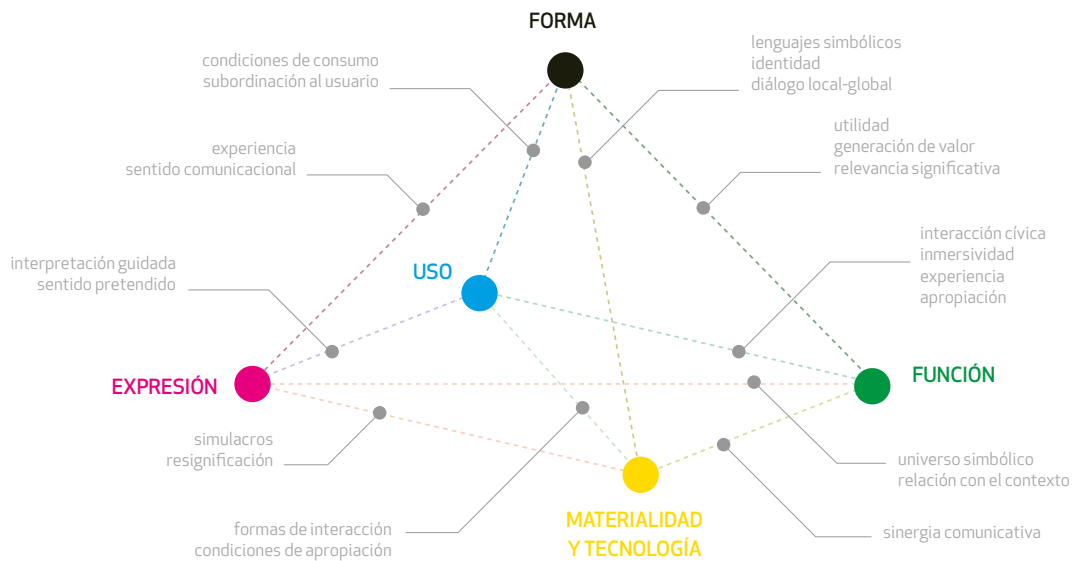 FORMA
condiciones de consumo
subordinación al usuario
lenguajes simbólicos
identidad
diálogo local-global
experiencia
sentido comunicacional
utilidad
generación de valor
relevancia significativa
interpretación guidada
sentido pretendido
USO
interacción cívica
inmersividad
experiencia
apropiación
EXPRESIÓN
FUNCIÓN
simulacros
resignificación
universo simbólico
relación con el contexto
formas de interacción
condiciones de apropiación
MATERIALIDAD
Y TECNOLOGÍA
sinergia comunicativa